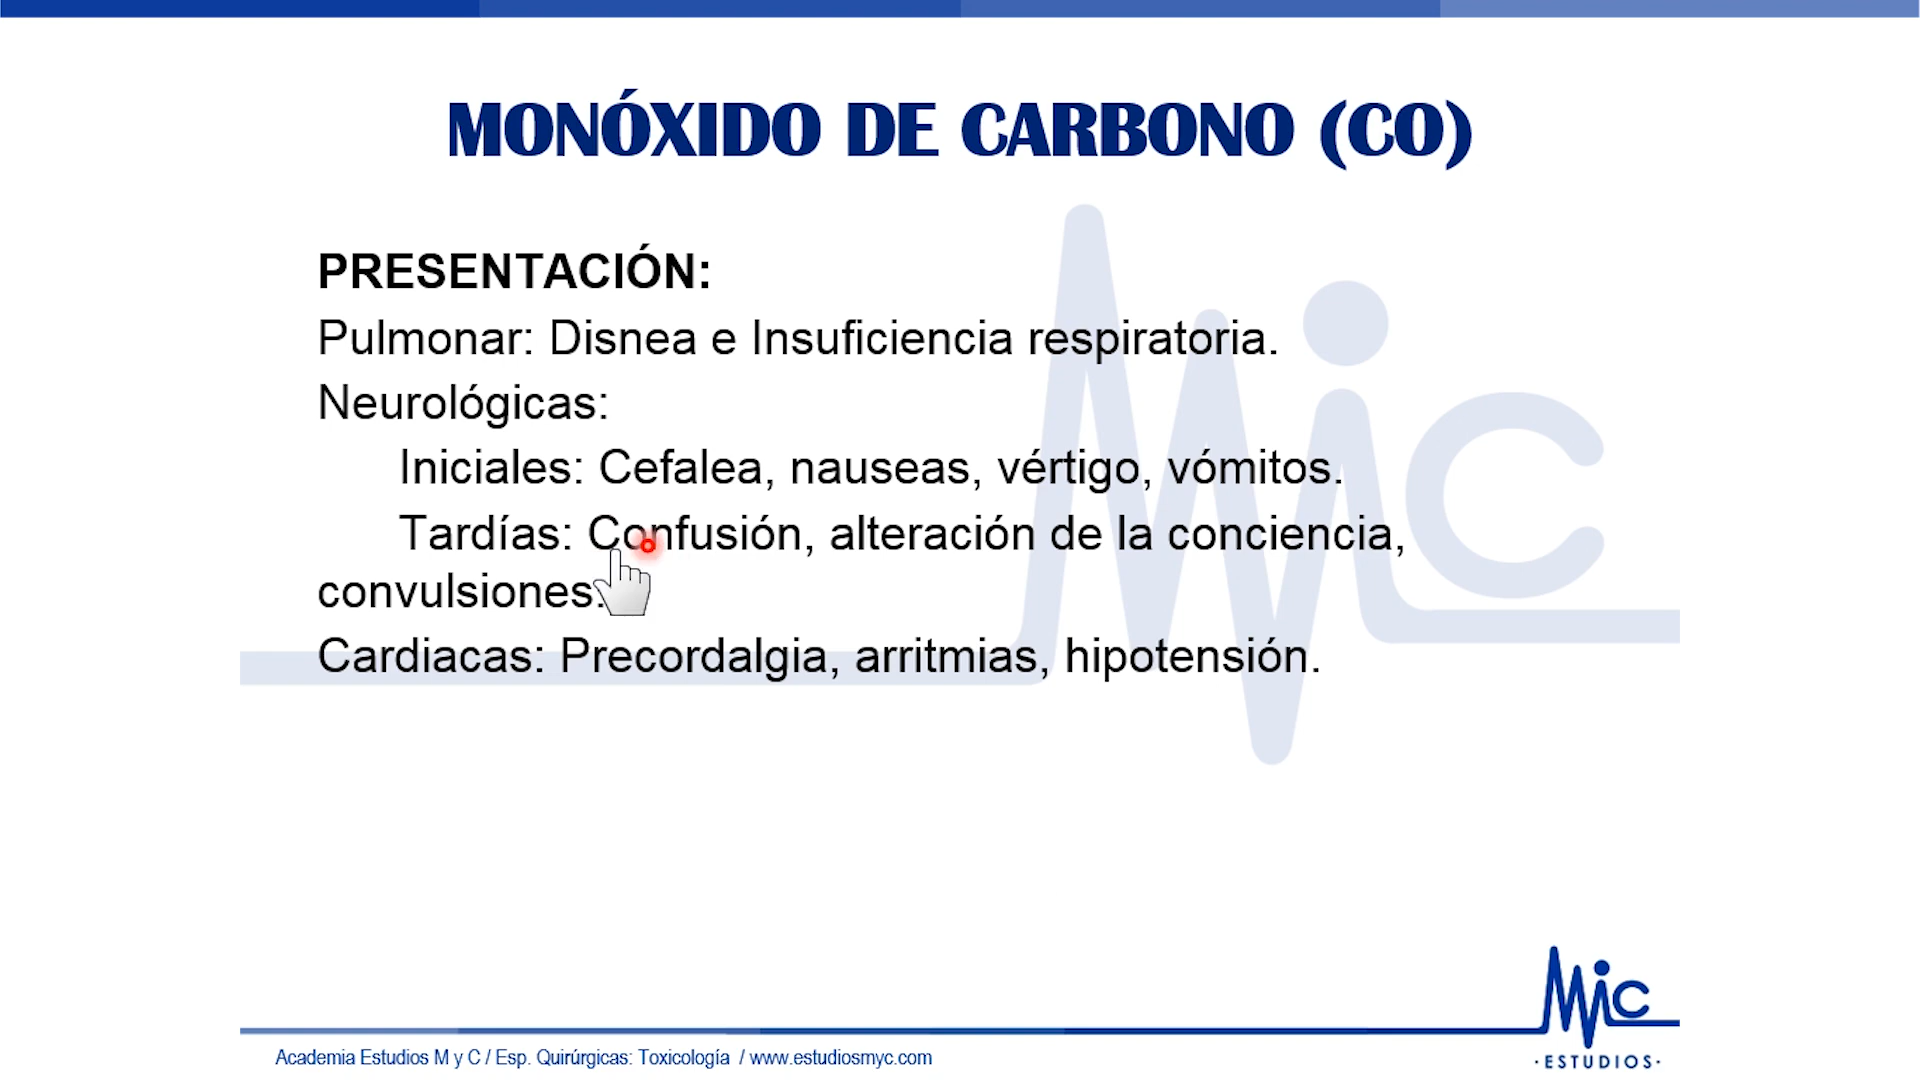 MONÓXIDO DE CARBONO (CO)
PRESENTACIÓN:
Pulmonar: Disnea e Insuficiencia respiratoria.
Neurológicas:
Iniciales: Cefalea, nauseas, vértigo, vómitos.
Tardías: Confusión, alteración de la conciencia,
convulsiones.
Cardiacas: Precordalgia, arritmias, hipotensión.
MiC
Academia Estudios M y C / Esp. Quirúrgicas: Toxicología / www.estudiosmyc.com
MiC
·ESTUDIOS·